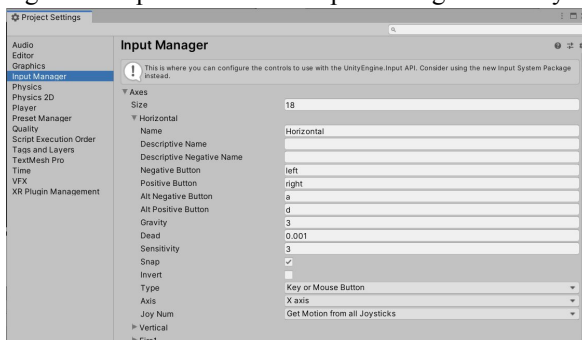 Project Settings
Audio
Editor
Graphics
Input Manager
Physics
Physics 2D
Player
Preset Manager
Quality
Script Execution Order
Tags and Layers
TextMesh Pro
Time
VFX
XR Plugin Management
Input Manager
This is where you can configure the controls to use with the UnityEngine.Input API. Consider using the new Input System Package
instead.
Axes
Size 18
Horizontal
Name Horizontal
Descriptive Name
Descriptive Negative Name
Negative Button left
Positive Button right
Alt Negative Button a
Alt Positive Button d
Gravity 3
Dead 0.001
Sensitivity 3
Snap
Invert
Type Key or Mouse Button
Axis X axis
Joy Num Get Motion from all Joysticks
Vertical